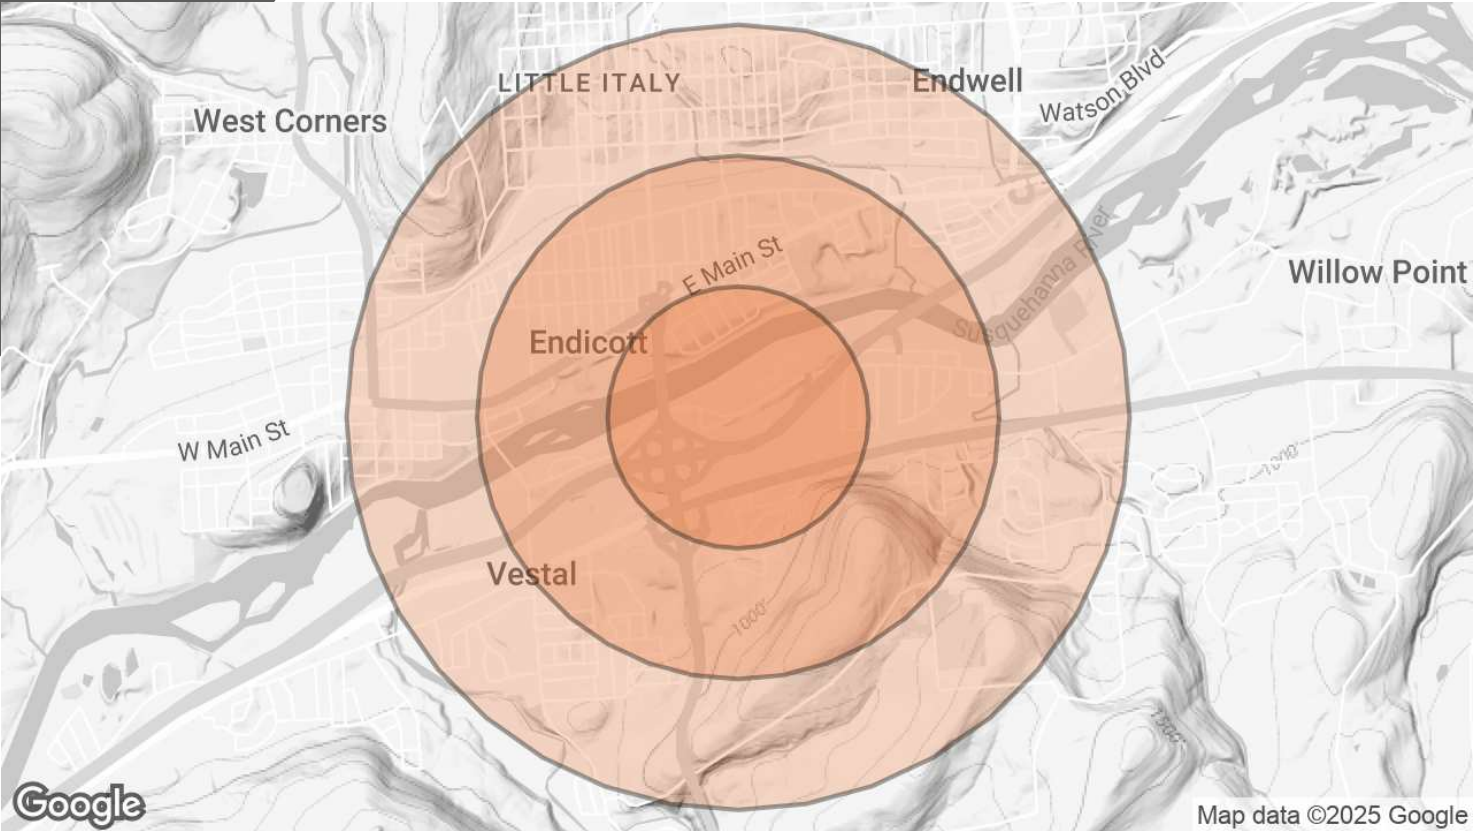 LITTLE ITALY
Endwell
Watson Blvd
West Corners
E Main St
Susquehanna River
Willow Point
Endicott
W Main St
1000'
Vestal
1000'
1500'
Google
Map data ©2025 Google